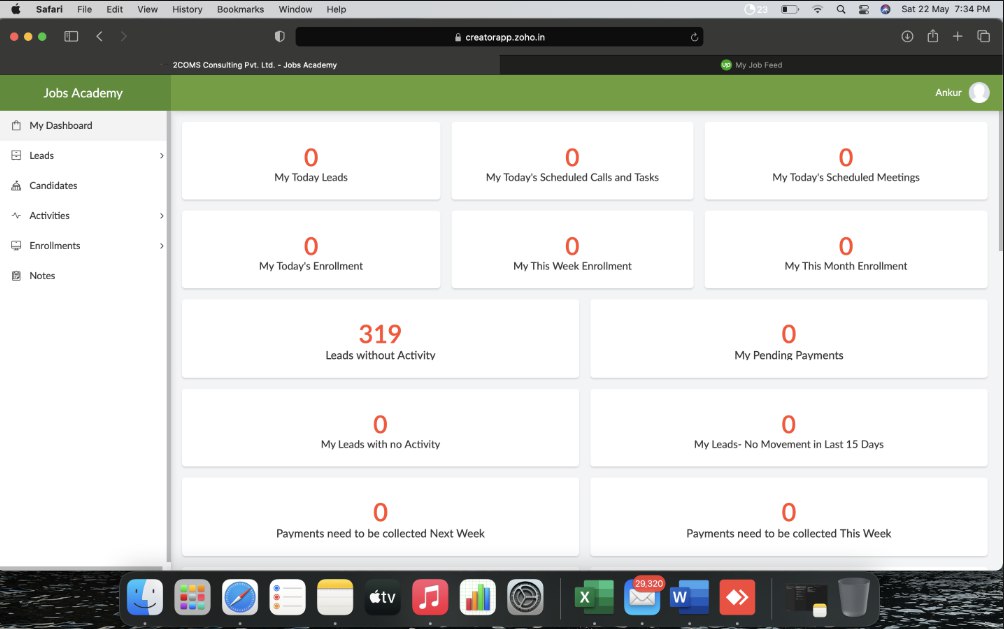 Safari File Edit View History Bookmarks Window Help 23 Sat 22 May 7:34 PM
creatorapp.zoho.in
2COMS Consulting Pvt. Ltd. - Jobs Academy
up My Job Feed
Jobs Academy
Ankur
My Dashboard
Leads
Candidates
Activities
Enrollments
Notes
0
My Today Leads
0
My Today's Scheduled Calls and Tasks
0
My Today's Scheduled Meetings
0
My Today's Enrollment
0
My This Week Enrollment
0
My This Month Enrollment
319
Leads without Activity
0
My Pending Payments
0
My Leads with no Activity
0
My Leads- No Movement in Last 15 Days
0
Payments need to be collected Next Week
0
Payments need to be collected This Week
tv
X
29,320
W